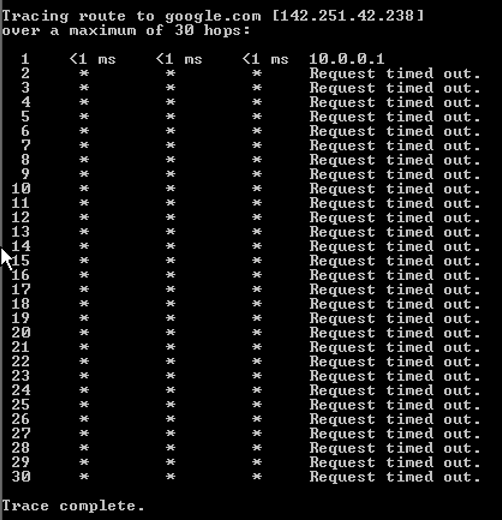 Tracing route to google.com [142.251.42.238]
over a maximum of 30 hops:
1 <1 ms <1 ms <1 ms 10.0.0.1
2 * * * Request timed out.
3 * * * Request timed out.
4 * * * Request timed out.
5 * * * Request timed out.
6 * * * Request timed out.
7 * * * Request timed out.
8 * * * Request timed out.
9 * * * Request timed out.
10 * * * Request timed out.
11 * * * Request timed out.
12 * * * Request timed out.
13 * * * Request timed out.
14 * * * Request timed out.
15 * * * Request timed out.
16 * * * Request timed out.
17 * * * Request timed out.
18 * * * Request timed out.
19 * * * Request timed out.
20 * * * Request timed out.
21 * * * Request timed out.
22 * * * Request timed out.
23 * * * Request timed out.
24 * * * Request timed out.
25 * * * Request timed out.
26 * * * Request timed out.
27 * * * Request timed out.
28 * * * Request timed out.
29 * * * Request timed out.
30 * * * Request timed out.
Trace complete.